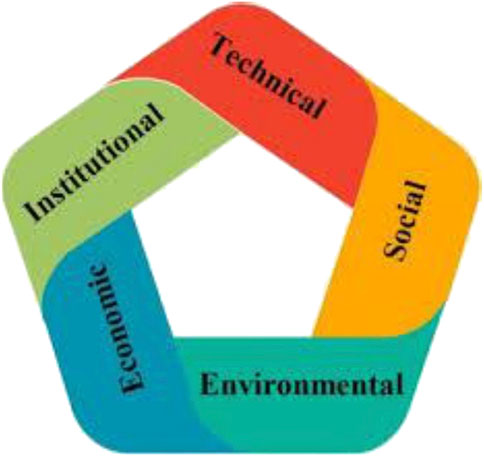 Technical
Social
Environmental
Economic
Institutional